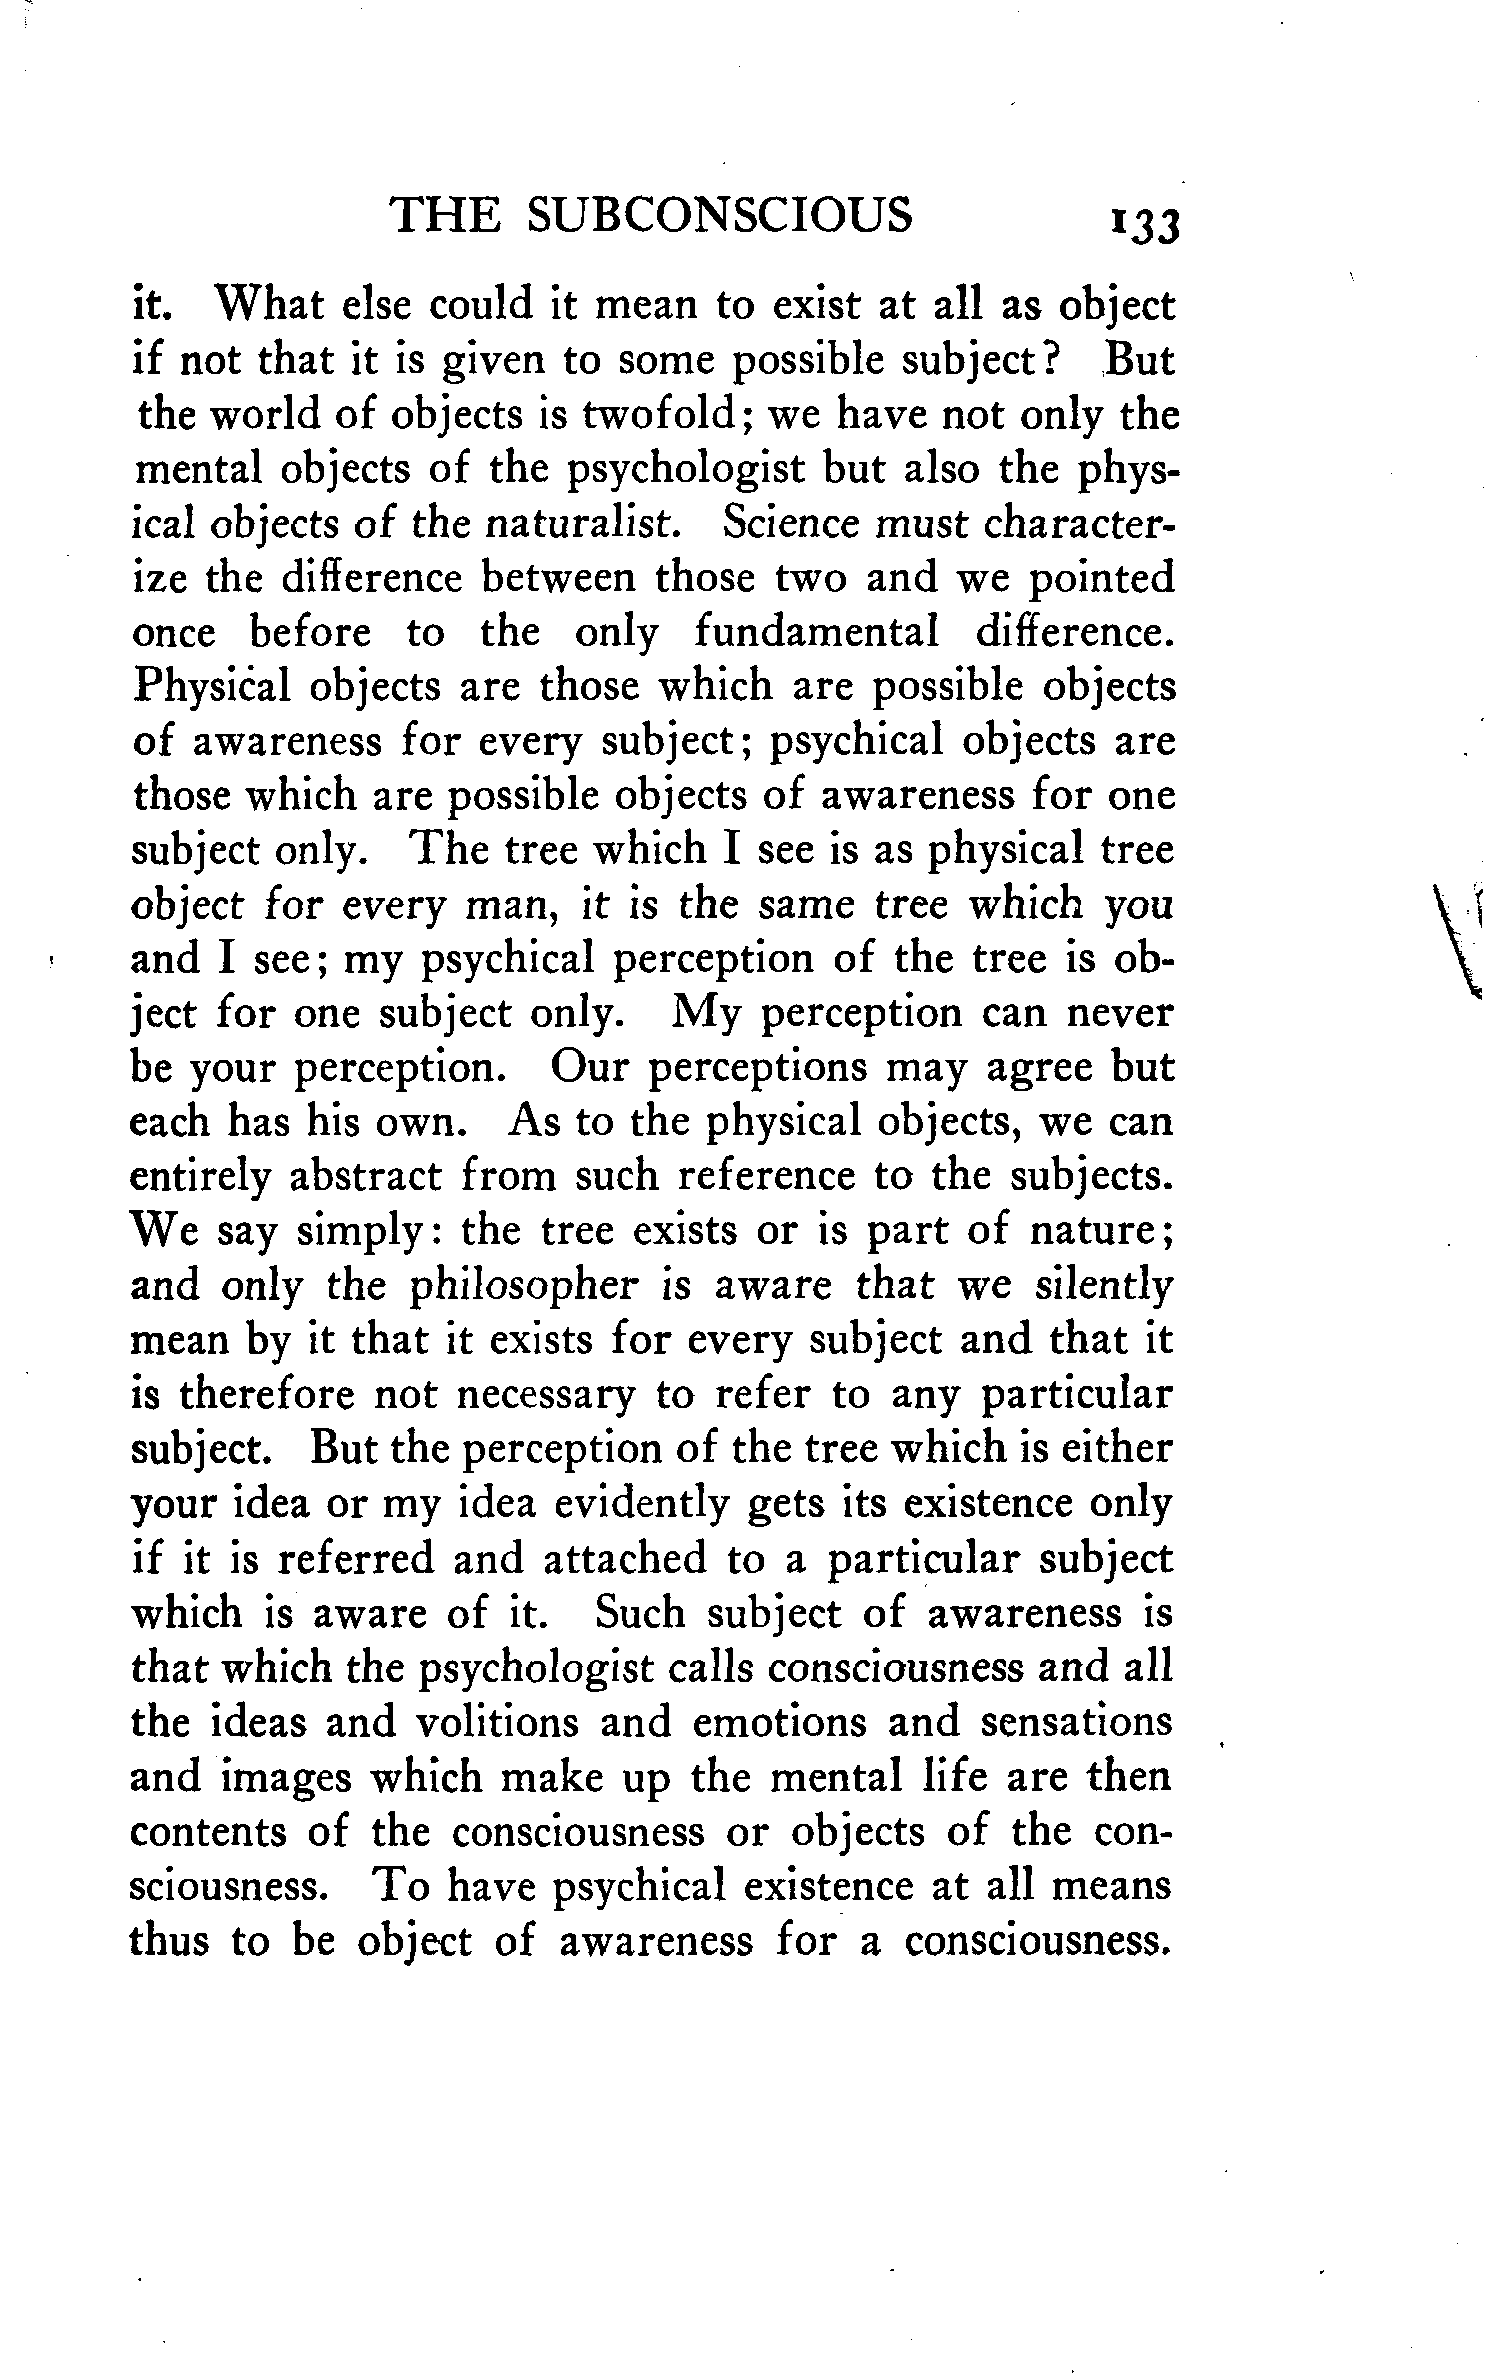 THE SUBCONSCIOUS 133
it. What else could it mean to exist at all as object
if not that it is given to some possible subject? But
the world of objects is twofold; we have not only the
mental objects of the psychologist but also the phys-
ical objects of the naturalist. Science must character-
ize the difference between those two and we pointed
once before to the only fundamental difference.
Physical objects are those which are possible objects
of awareness for every subject; psychical objects are
those which are possible objects of awareness for one
subject only. The tree which I see is as physical tree
object for every man, it is the same tree which you
and I see; my psychical perception of the tree is ob-
ject for one subject only. My perception can never
be your perception. Our perceptions may agree but
each has his own. As to the physical objects, we can
entirely abstract from such reference to the subjects.
We say simply: the tree exists or is part of nature;
and only the philosopher is aware that we silently
mean by it that it exists for every subject and that it
is therefore not necessary to refer to any particular
subject. But the perception of the tree which is either
your idea or my idea evidently gets its existence only
if it is referred and attached to a particular subject
which is aware of it. Such subject of awareness is
that which the psychologist calls consciousness and all
the ideas and volitions and emotions and sensations
and images which make up the mental life are then
contents of the consciousness or objects of the con-
sciousness. To have psychical existence at all means
thus to be object of awareness for a consciousness.